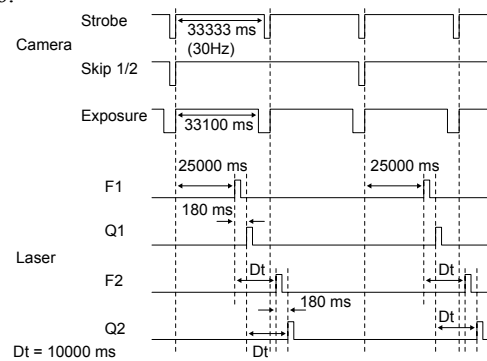 Strobe
33333 ms
(30Hz)
Camera
Skip 1/2
Exposure
33100 ms
25000 ms
25000 ms
F1
180 ms
Q1
Laser
Dt
Dt
F2
180 ms
Dt
Q2
Dt
Dt = 10000 ms